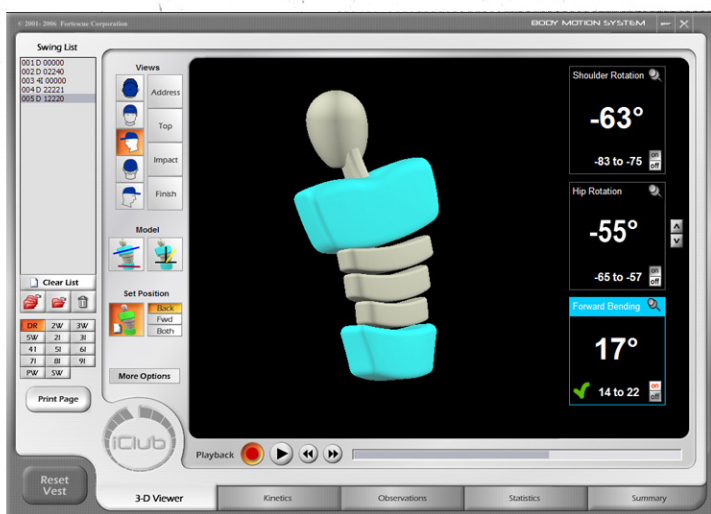 © 2001- 2006 Fortescue Corporation
BODY MOTION SYSTEM
Swing List
001 D 00000
002 D 02240
003 4I 00000
004 D 22221
005 D 12220
Clear List
DR 2W 3W
5W 2I 3I
4I 5I 6I
7I 8I 9I
PW SW
Print Page
Reset
Vest
Views
Address
Top
Impact
Finish
Model
Set Position
Back
Fwd
Both
More Options
iClub
Shoulder Rotation
-63°
-83 to -75
on
off
Hip Rotation
-55°
-65 to -57
on
off
Forward Bending
17°
14 to 22
on
off
Playback
3-D Viewer
Kinetics
Observations
Statistics
Summary